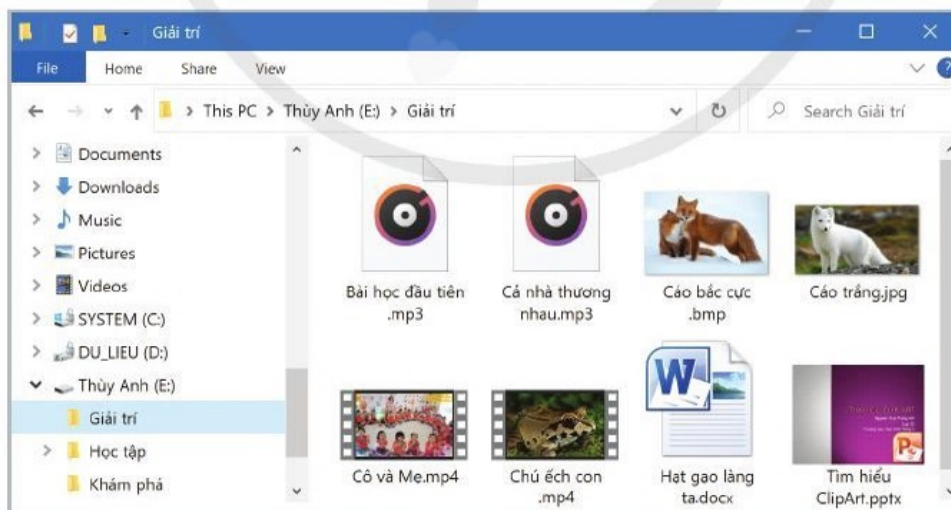 Giải trí
File Home Share View
This PC > Thùy Anh (E:) > Giải trí
Search Giải trí
Documents
Downloads
Music
Pictures
Videos
SYSTEM (C:)
DU_LIEU (D:)
Thùy Anh (E:)
Giải trí
Học tập
Khám phá
Bài học đầu tiên
.mp3
Cả nhà thương
nhau.mp3
Cáo bắc cực
.bmp
Cáo trắng.jpg
Cô và Mẹ.mp4
Chú ếch con
.mp4
Hạt gạo làng
ta.docx
Tìm hiểu
ClipArt.pptx